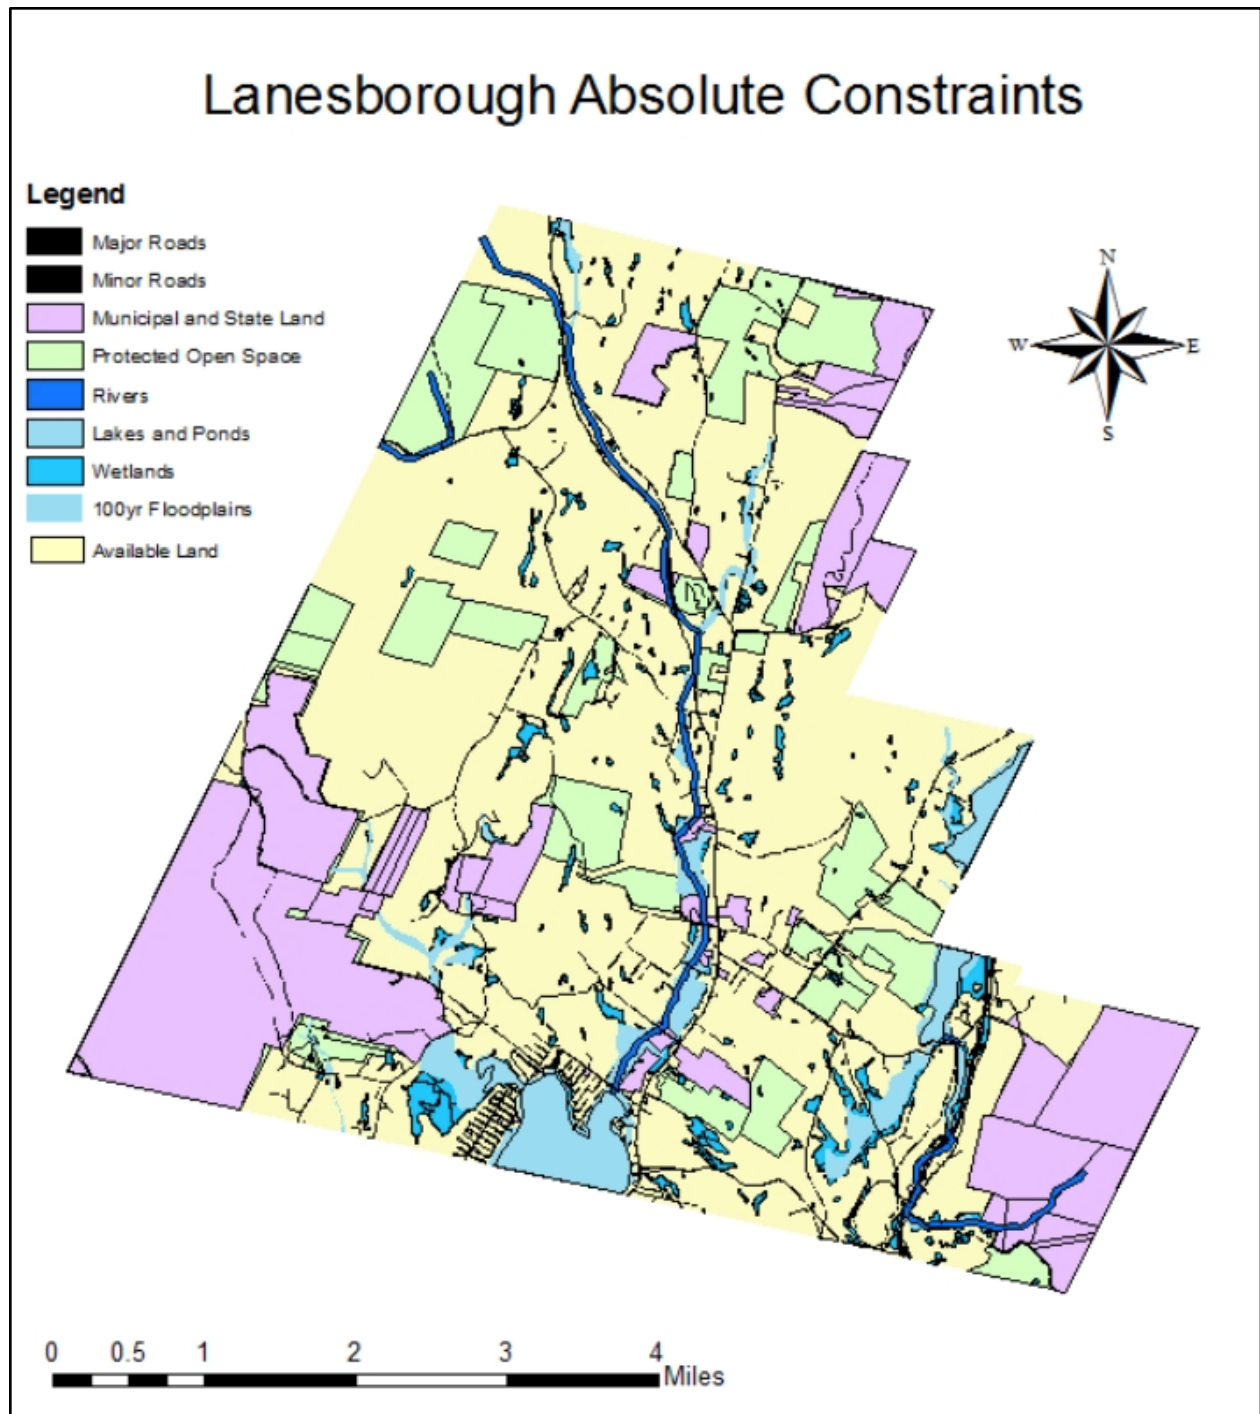 Lanesborough Absolute Constraints
Legend
Major Roads
Minor Roads
Municipal and State Land
Protected Open Space
Rivers
Lakes and Ponds
Wetlands
100yr Floodplains
Available Land
N
W E
S
0 0.5 1 2 3 4
Miles